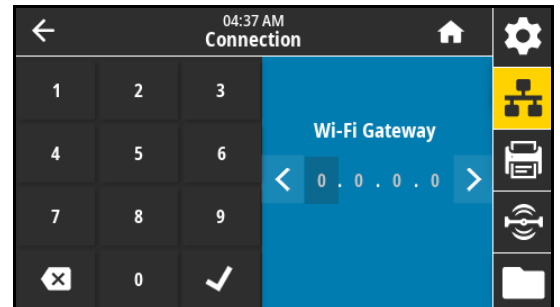 04:37 AM
Connection
1 2 3
4 5 6
7 8 9
0
Wi-Fi Gateway
0 . 0 . 0 . 0